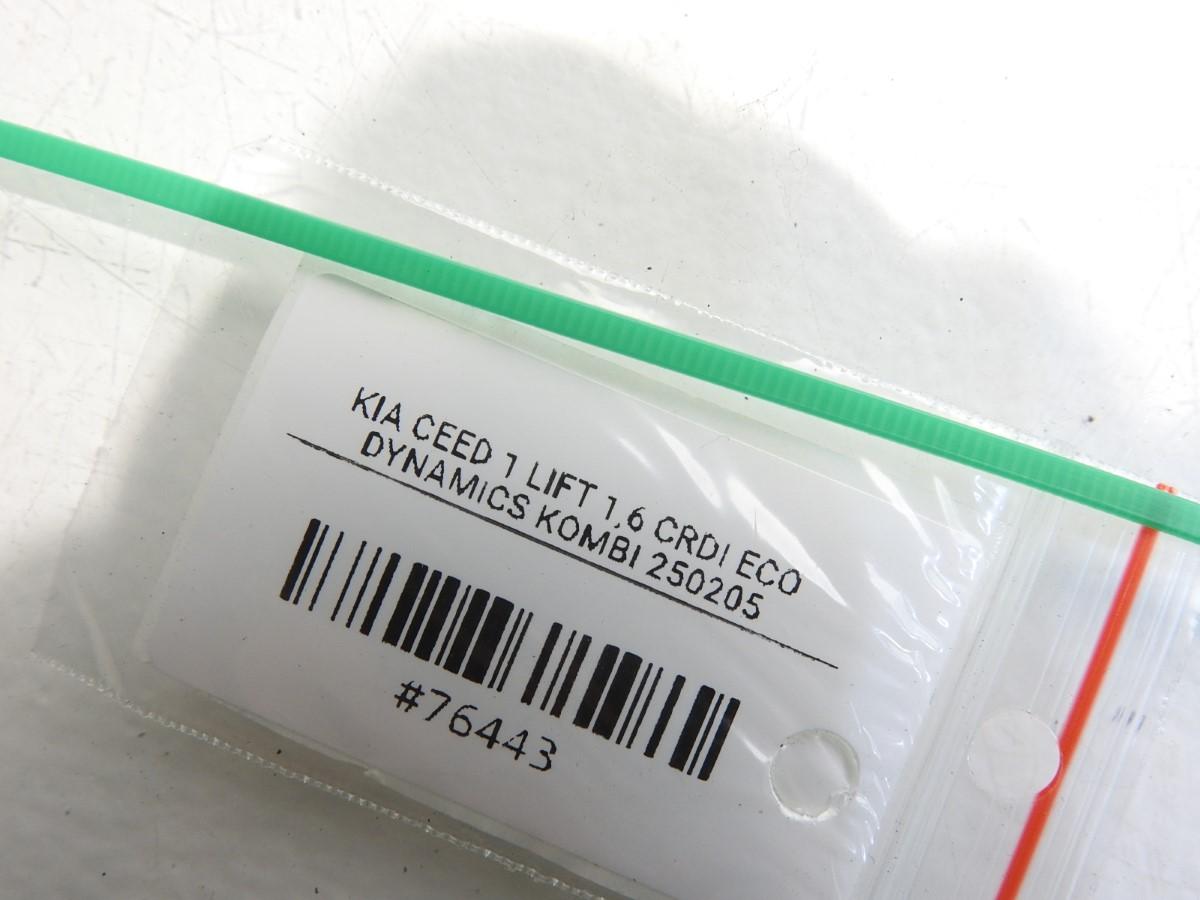 KIA CEED 1 LIFT 1.6 CRDI ECO
DYNAMICS KOMBI 250205
#76443